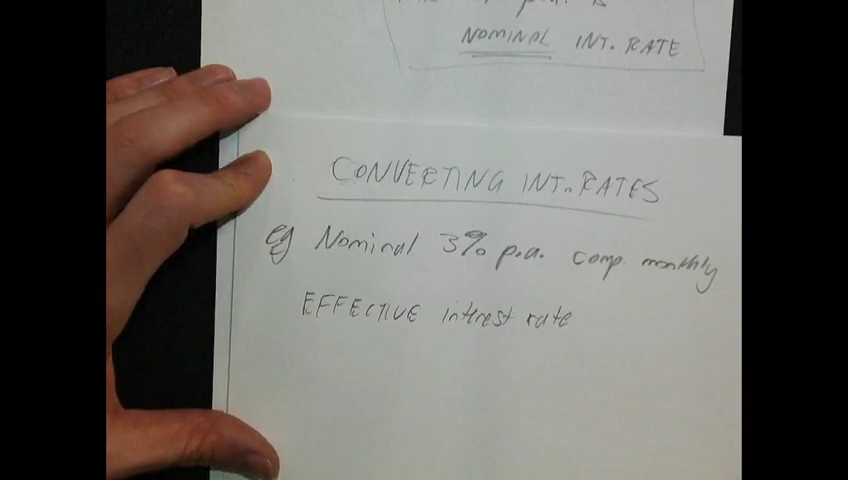 NOMINAL INT. RATE
CONVERTING INT. RATES
eg Nominal 3% p.a. comp. monthly
EFFECTIVE interest rate